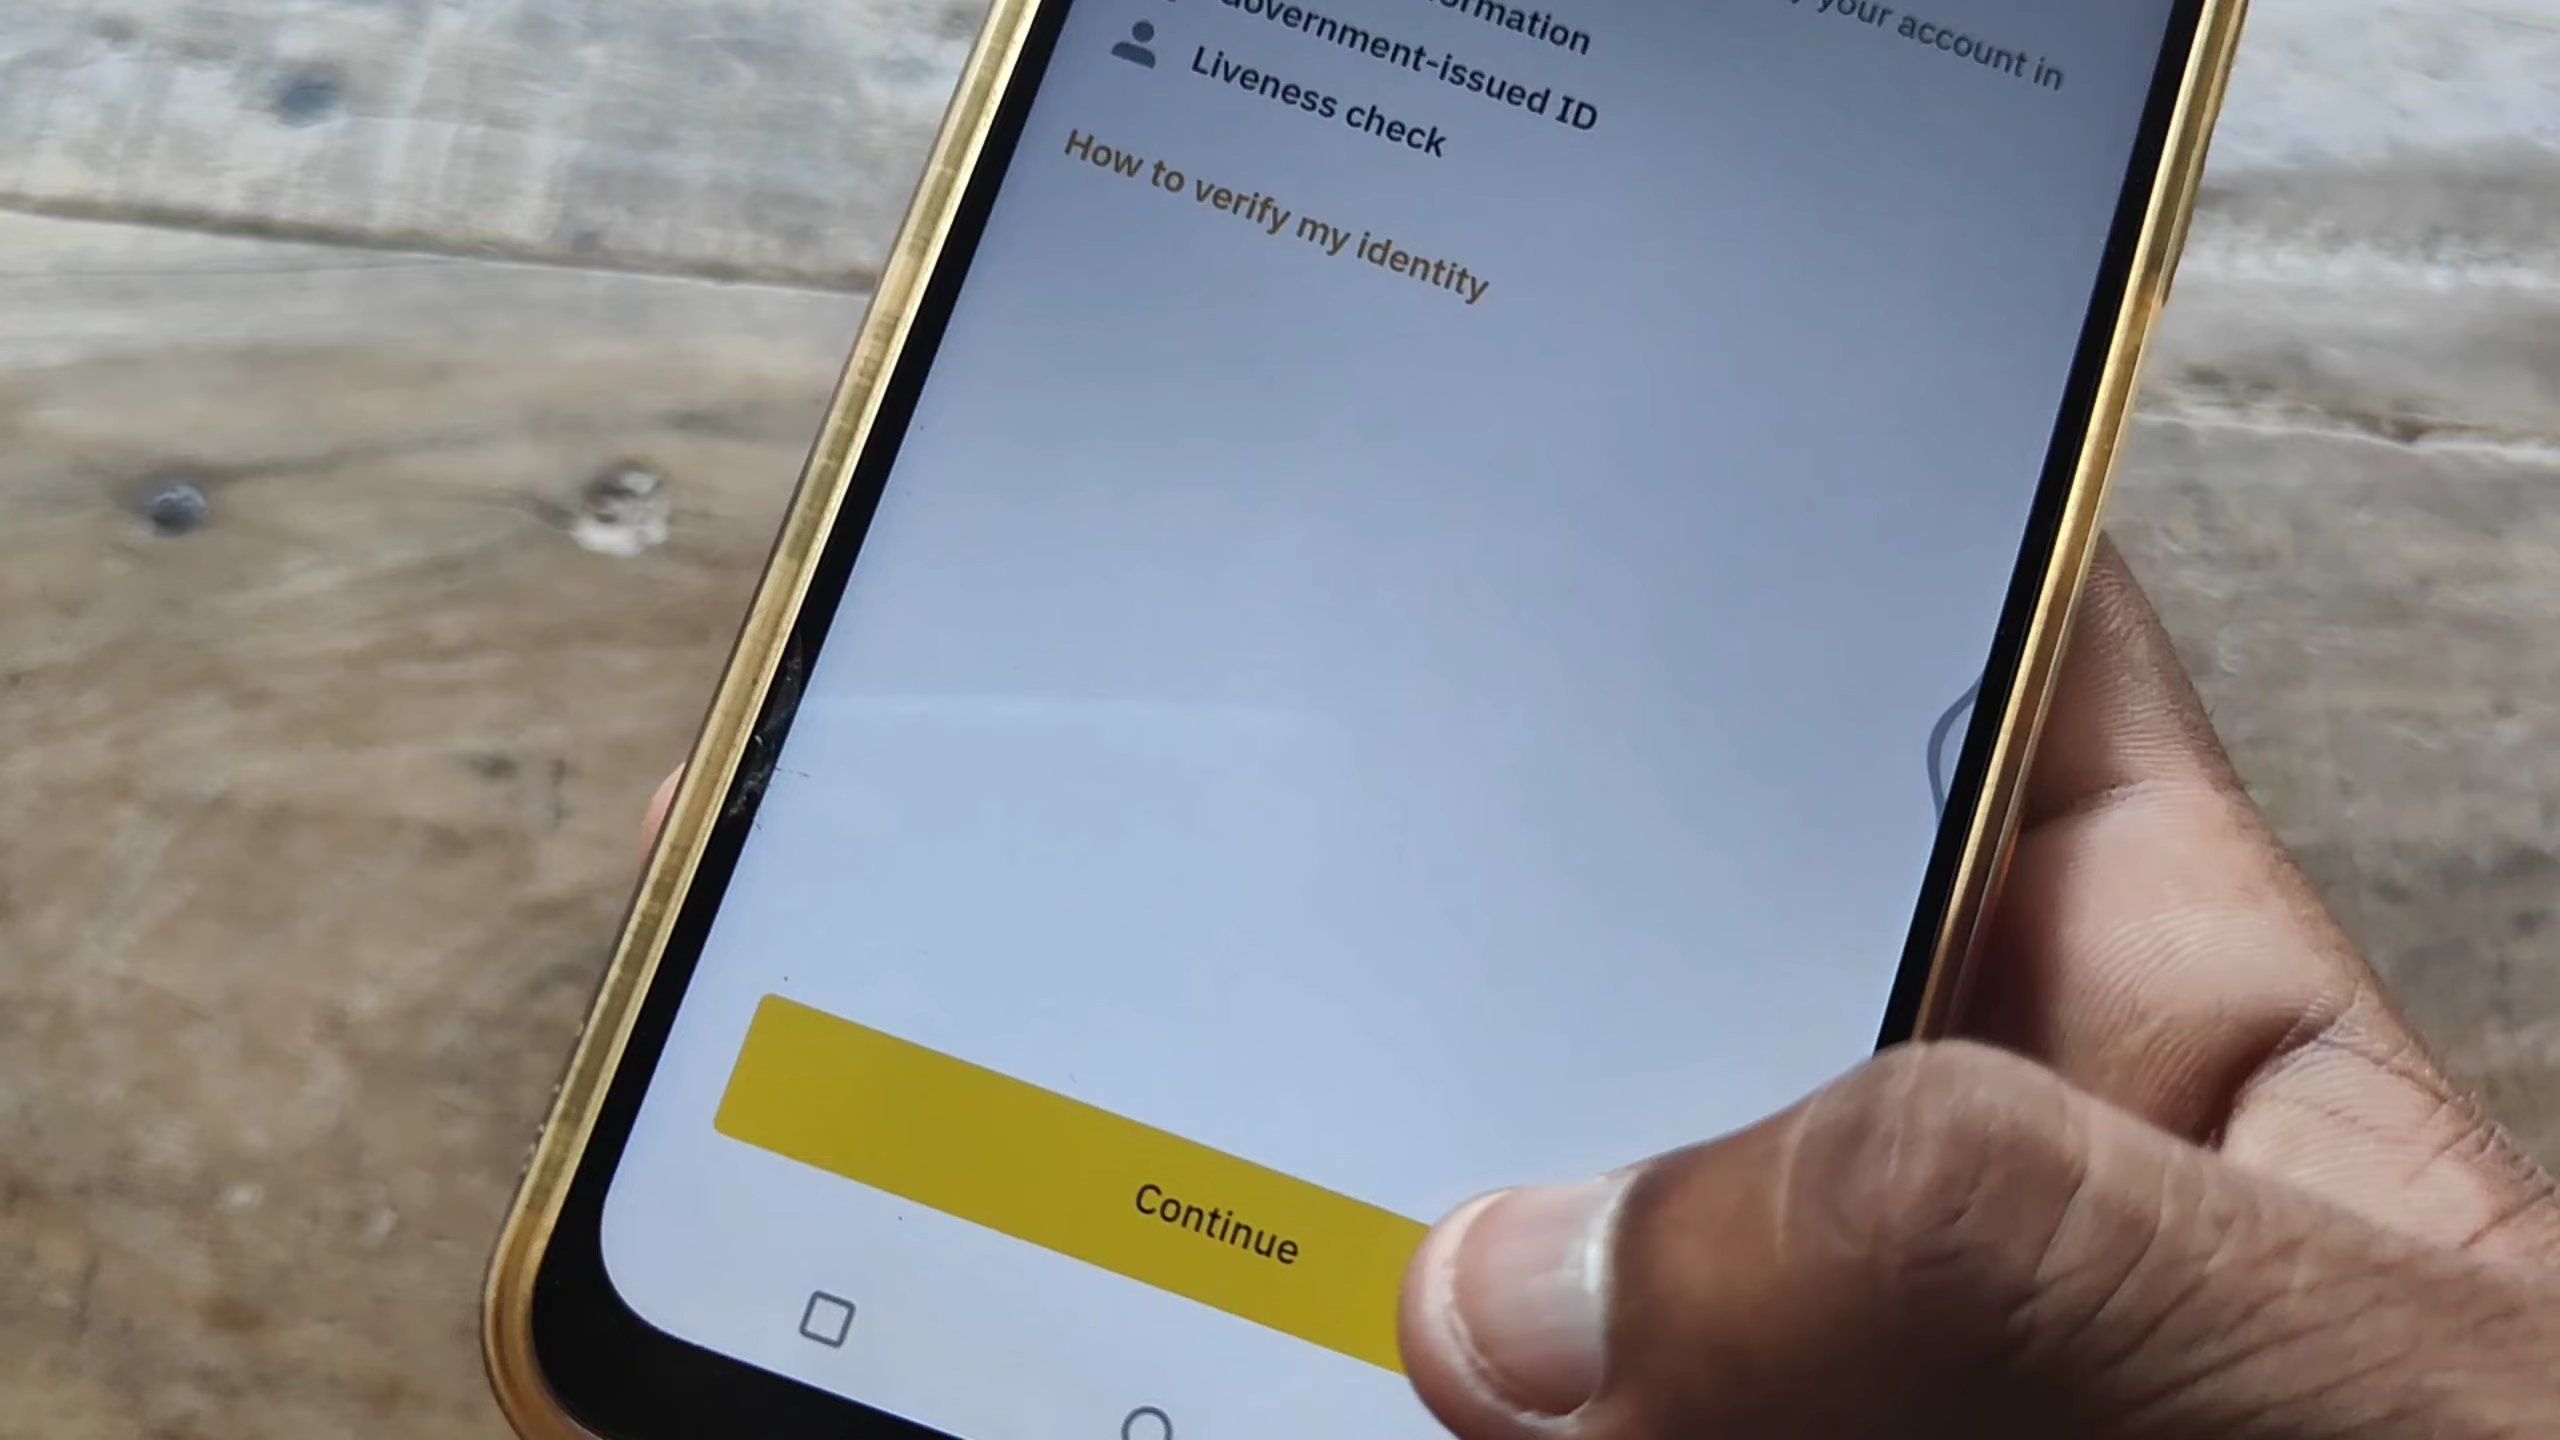 your account in
Government-issued ID
Liveness check
How to verify my identity
Continue